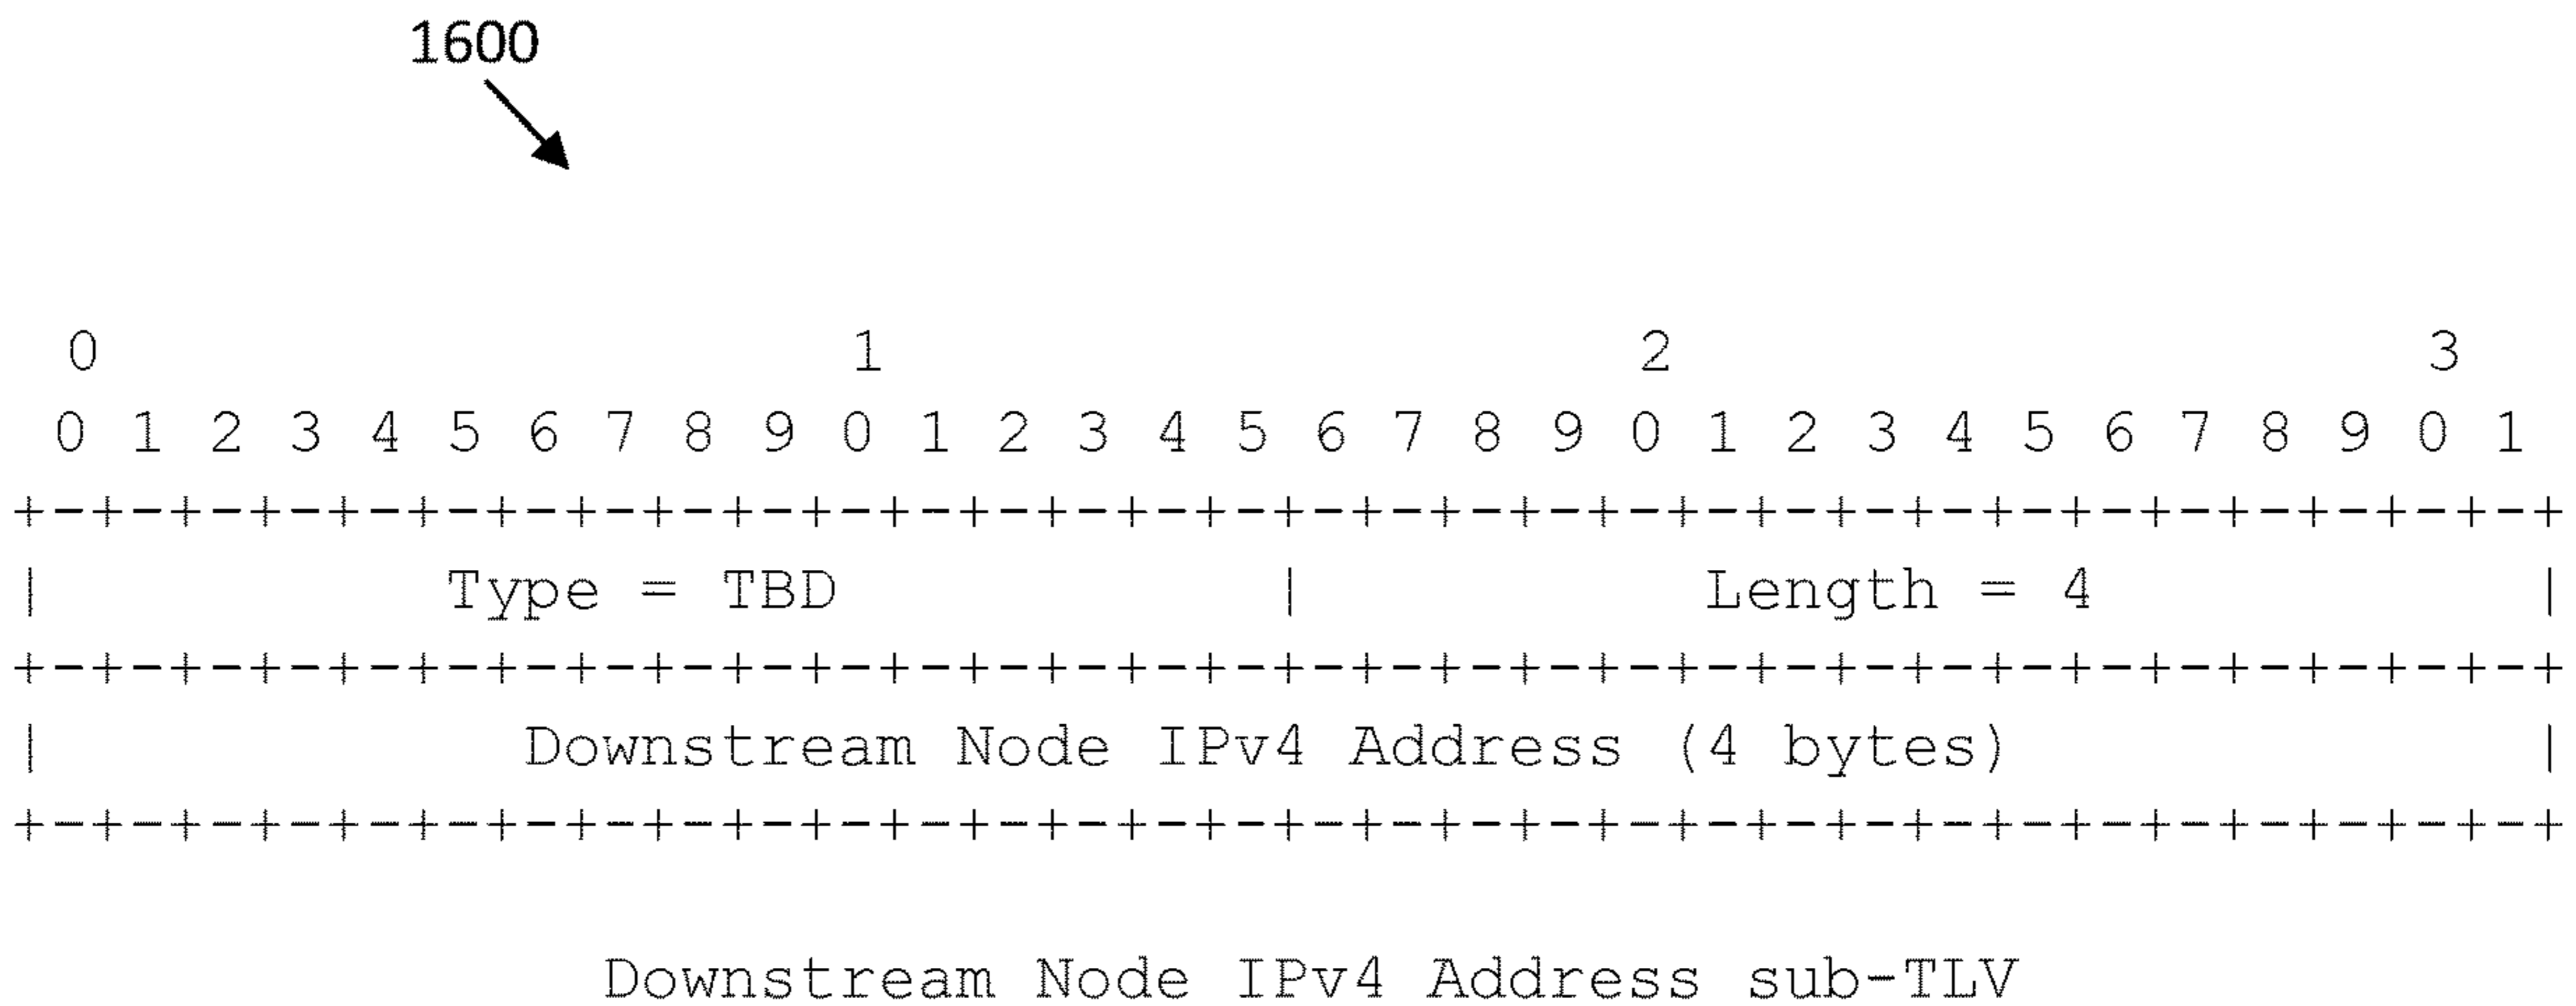 1600
0 1 2 3
0 1 2 3 4 5 6 7 8 9 0 1 2 3 4 5 6 7 8 9 0 1 2 3 4 5 6 7 8 9 0 1
+-+-+-+-+-+-+-+-+-+-+-+-+-+-+-+-+-+-+-+-+-+-+-+-+-+-+-+-+-+-+-+-+
| Type = TBD | Length = 4 |
+-+-+-+-+-+-+-+-+-+-+-+-+-+-+-+-+-+-+-+-+-+-+-+-+-+-+-+-+-+-+-+-+
| Downstream Node IPv4 Address (4 bytes) |
+-+-+-+-+-+-+-+-+-+-+-+-+-+-+-+-+-+-+-+-+-+-+-+-+-+-+-+-+-+-+-+-+
Downstream Node IPv4 Address sub-TLV